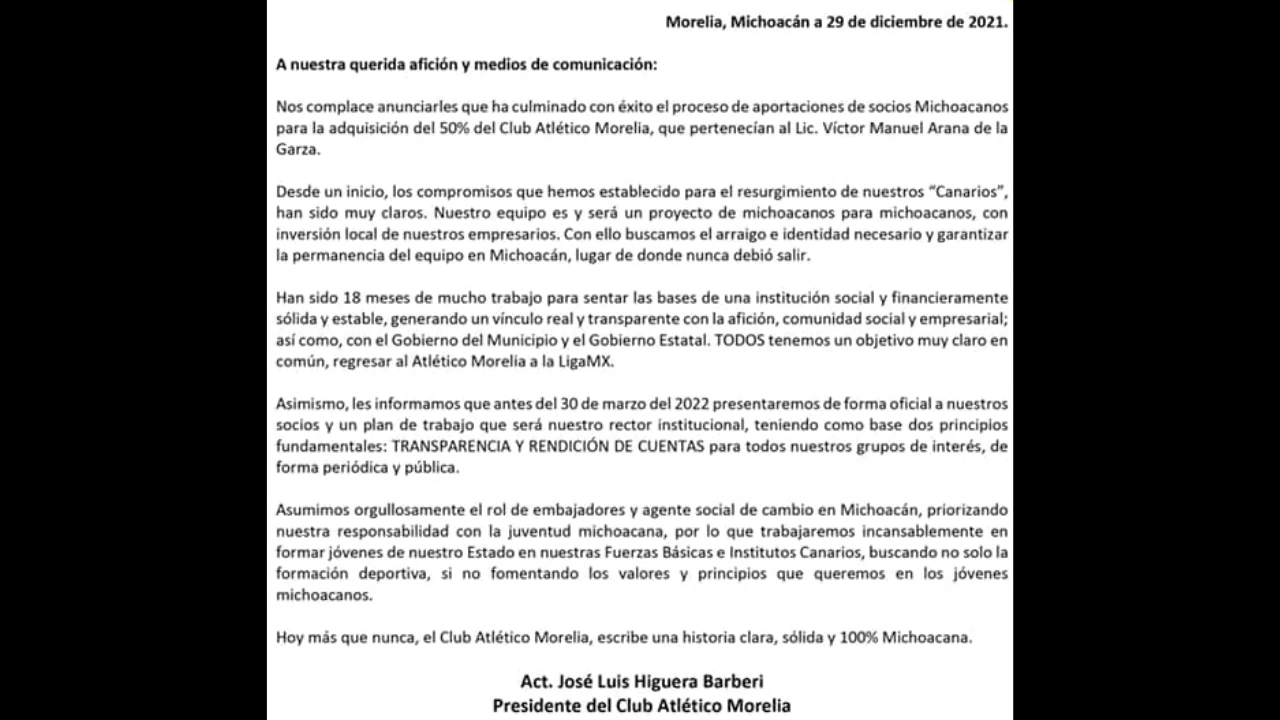 Morelia, Michoacán a 29 de diciembre de 2021.
A nuestra querida afición y medios de comunicación:
Nos complace anunciarles que ha culminado con éxito el proceso de aportaciones de socios Michoacanos
para la adquisición del 50% del Club Atlético Morelia, que pertenecían al Lic. Víctor Manuel Arana de la
Garza.
Desde un inicio, los compromisos que hemos establecido para el resurgimiento de nuestros “Canarios”,
han sido muy claros. Nuestro equipo es y será un proyecto de michoacanos para michoacanos, con
inversión local de nuestros empresarios. Con ello buscamos el arraigo e identidad necesario y garantizar
la permanencia del equipo en Michoacán, lugar de donde nunca debió salir.
Han sido 18 meses de mucho trabajo para sentar las bases de una institución social y financieramente
sólida y estable, generando un vínculo real y transparente con la afición, comunidad social y empresarial;
así como, con el Gobierno del Municipio y el Gobierno Estatal. TODOS tenemos un objetivo muy claro en
común, regresar al Atlético Morelia a la LigaMX.
Asimismo, les informamos que antes del 30 de marzo del 2022 presentaremos de forma oficial a nuestros
socios y un plan de trabajo que será nuestro rector institucional, teniendo como base dos principios
fundamentales: TRANSPARENCIA Y RENDICIÓN DE CUENTAS para todos nuestros grupos de interés, de
forma periódica y pública.
Asumimos orgullosamente el rol de embajadores y agente social de cambio en Michoacán, priorizando
nuestra responsabilidad con la juventud michoacana, por lo que trabajaremos incansablemente en
formar jóvenes de nuestro Estado en nuestras Fuerzas Básicas e Institutos Canarios, buscando no solo la
formación deportiva, si no fomentando los valores y principios que queremos en los jóvenes
michoacanos.
Hoy más que nunca, el Club Atlético Morelia, escribe una historia clara, sólida y 100% Michoacana.
Act. José Luis Higuera Barberi
Presidente del Club Atlético Morelia